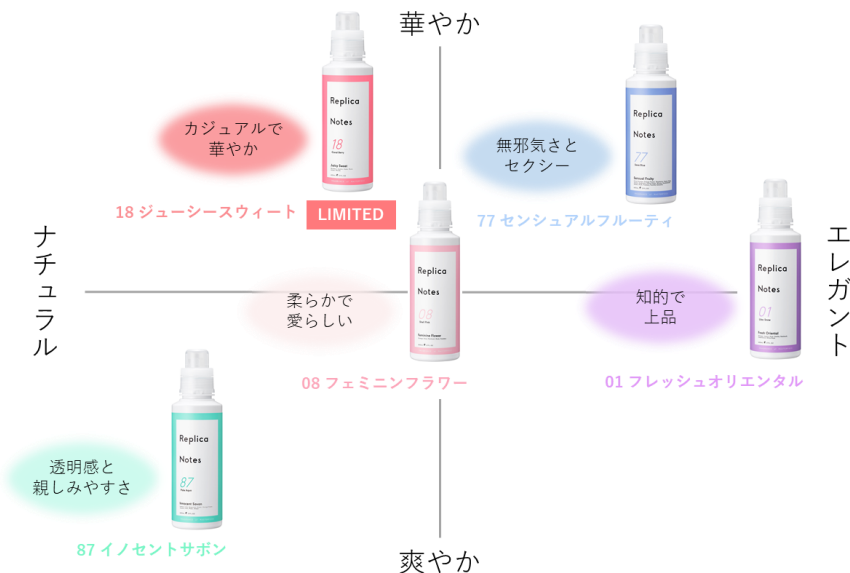 華やか
Replica
Notes
18
カジュアルで
華やか
18 ジューシースウィート
LIMITED
Replica
Notes
77
無邪気さと
セクシー
77 センシュアルフルーティ
ナチュラル
エレガント
Replica
Notes
08
柔らかで
愛らしい
08 フェミニンフラワー
Replica
Notes
01
知的で
上品
01 フレッシュオリエンタル
Replica
Notes
87
透明感と
親しみやすさ
87 イノセントサボン
爽やか